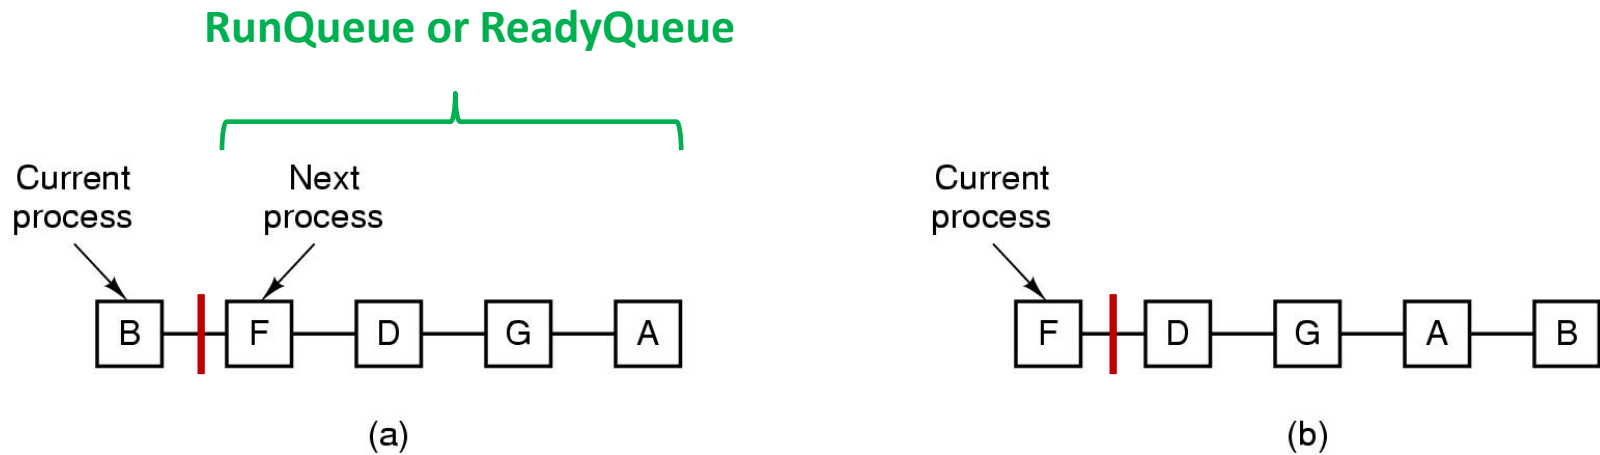 RunQueue or ReadyQueue
Current
process
Next
process
B
F
D
G
A
(a)
Current
process
F
D
G
A
B
(b)